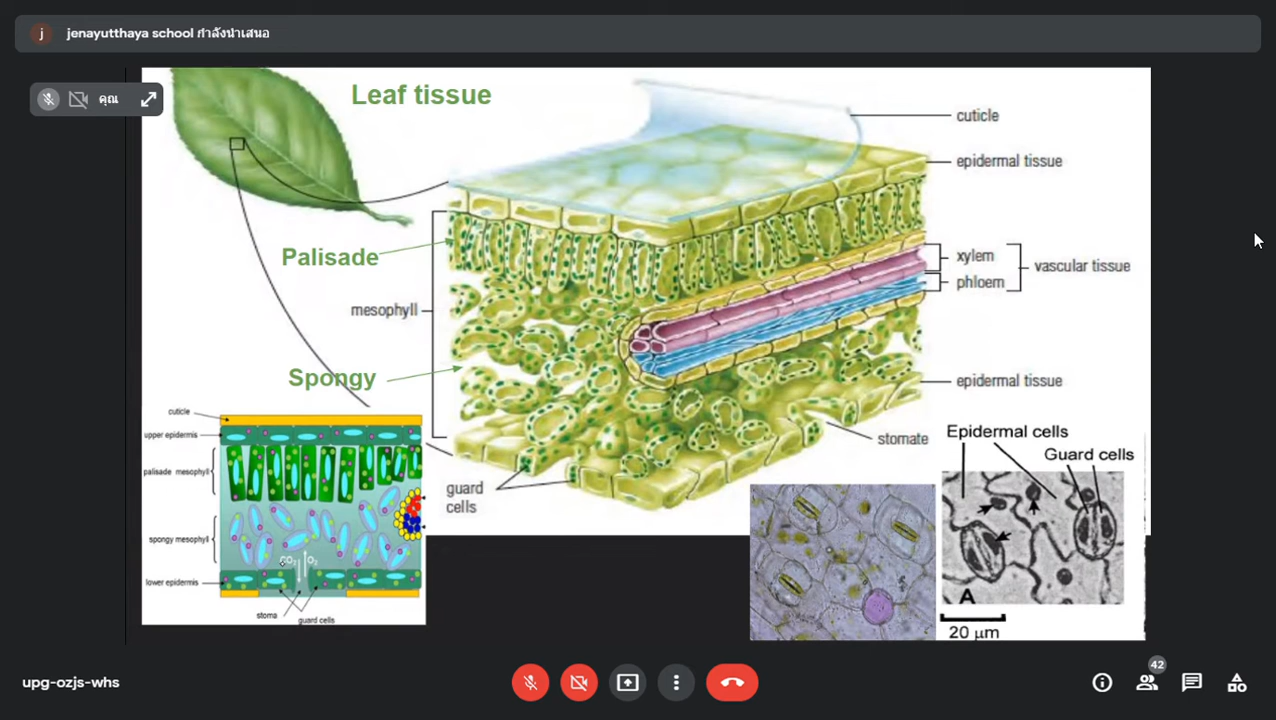 j jenayutthaya school กำลังนำเสนอ
คุณ
Leaf tissue
cuticle
epidermal tissue
Palisade
xylem
vascular tissue
phloem
mesophyll
Spongy
epidermal tissue
stomate
guard
cells
cuticle
upper epidermis
palisade mesophyll
spongy mesophyll
CO2
O2
lower epidermis
stoma
guard cells
Epidermal cells
Guard cells
A
20 µm
upg-ozjs-whs
42